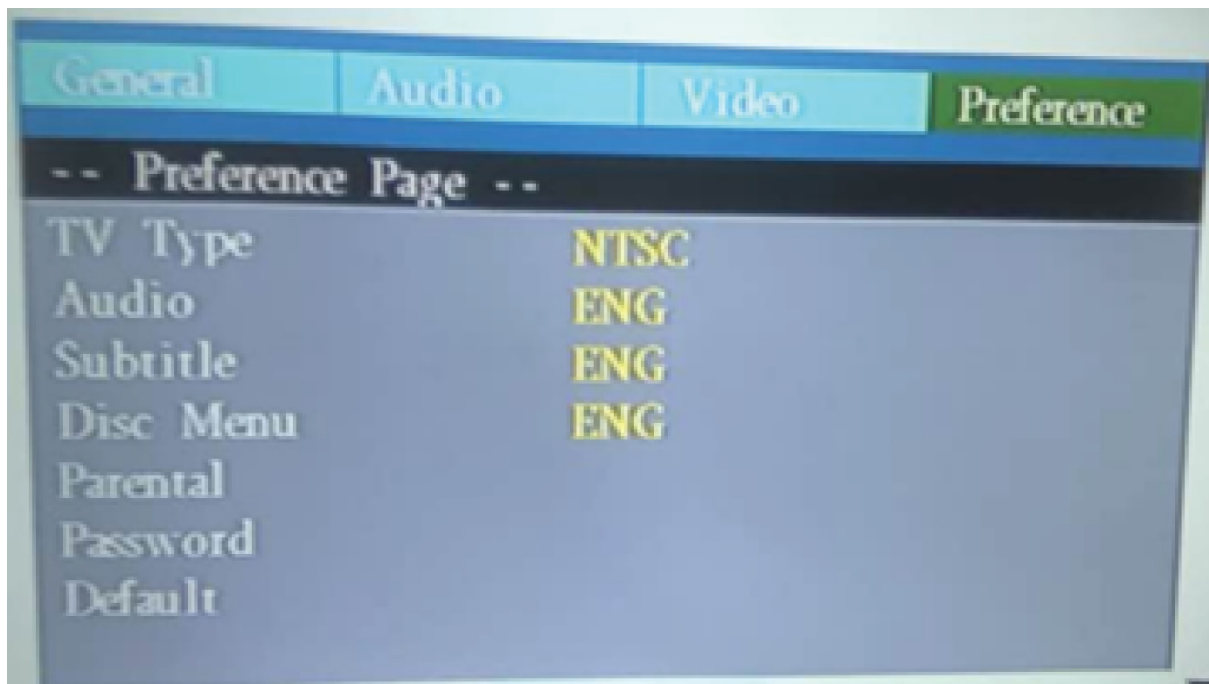 General Audio Video Preference
-- Preference Page --
TV Type NTSC
Audio ENG
Subtitle ENG
Disc Menu ENG
Parental
Password
Default